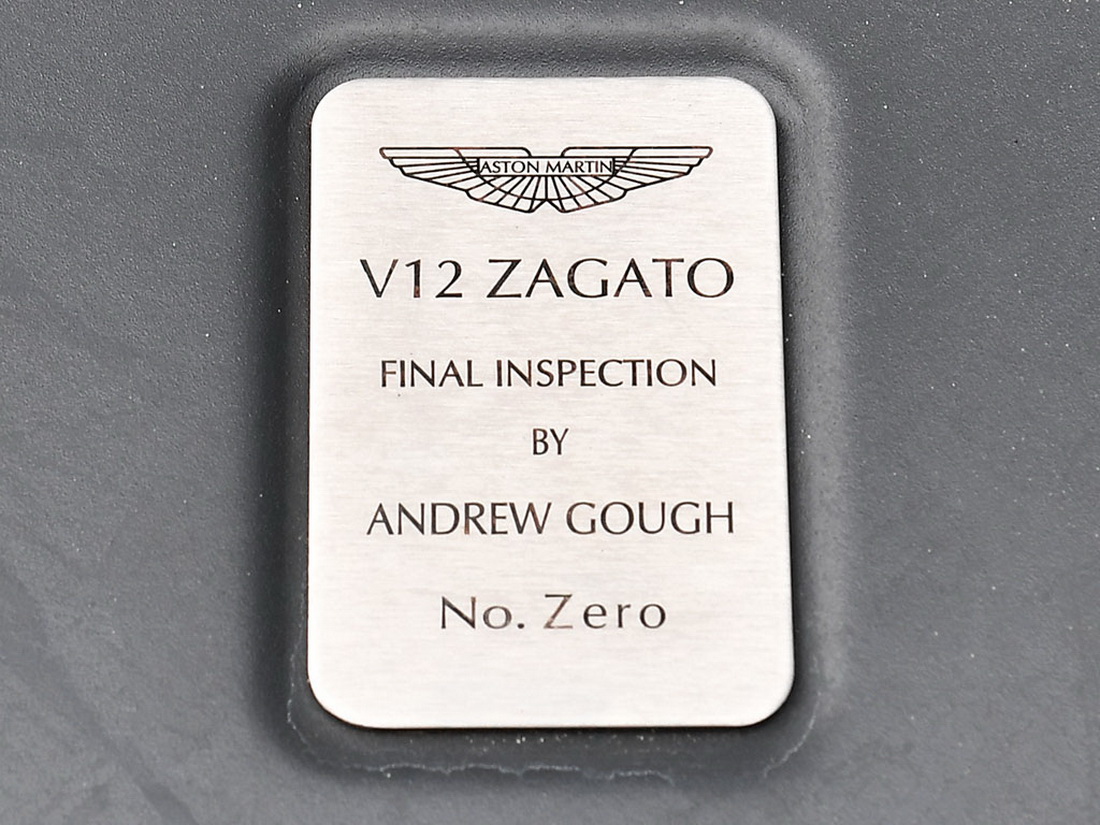 ASTON MARTIN
V12 ZAGATO
FINAL INSPECTION
BY
ANDREW GOUGH
No. Zero